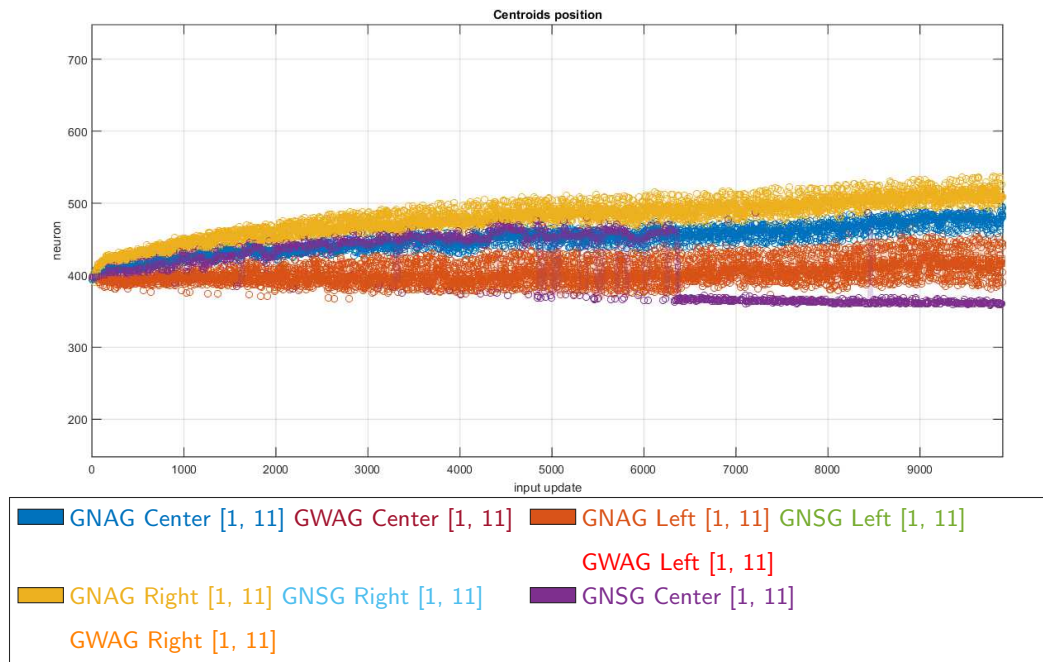 Centroids position
700
600
500
400
300
200
neuron
0 1000 2000 3000 4000 5000 6000 7000 8000 9000
input update
GNAG Center [1, 11] GWAG Center [1, 11] GNAG Left [1, 11] GNSG Left [1, 11]
GWAG Left [1, 11]
GNAG Right [1, 11] GNSG Right [1, 11] GNSG Center [1, 11]
GWAG Right [1, 11]